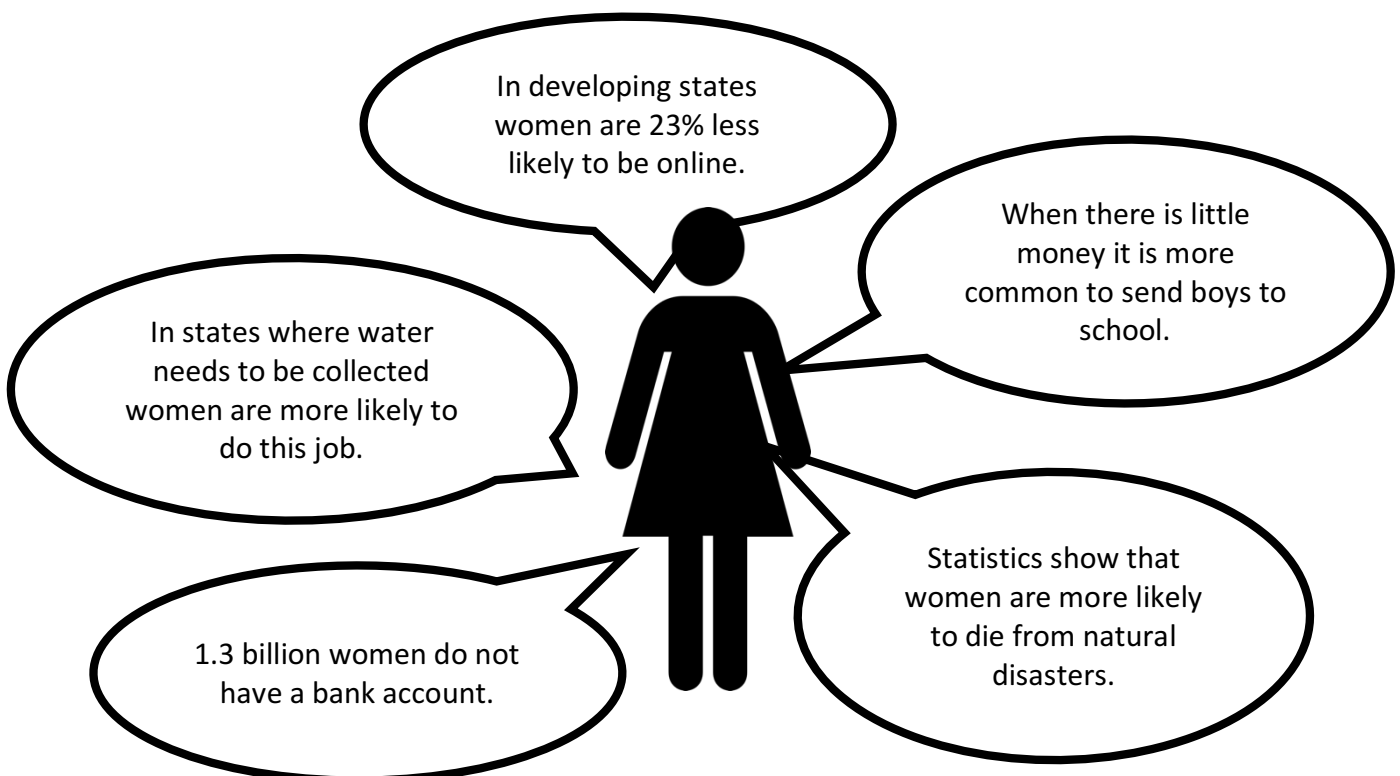 In developing states
women are 23% less
likely to be online.
When there is little
money it is more
common to send boys to
school.
In states where water
needs to be collected
women are more likely to
do this job.
Statistics show that
women are more likely
to die from natural
disasters.
1.3 billion women do not
have a bank account.